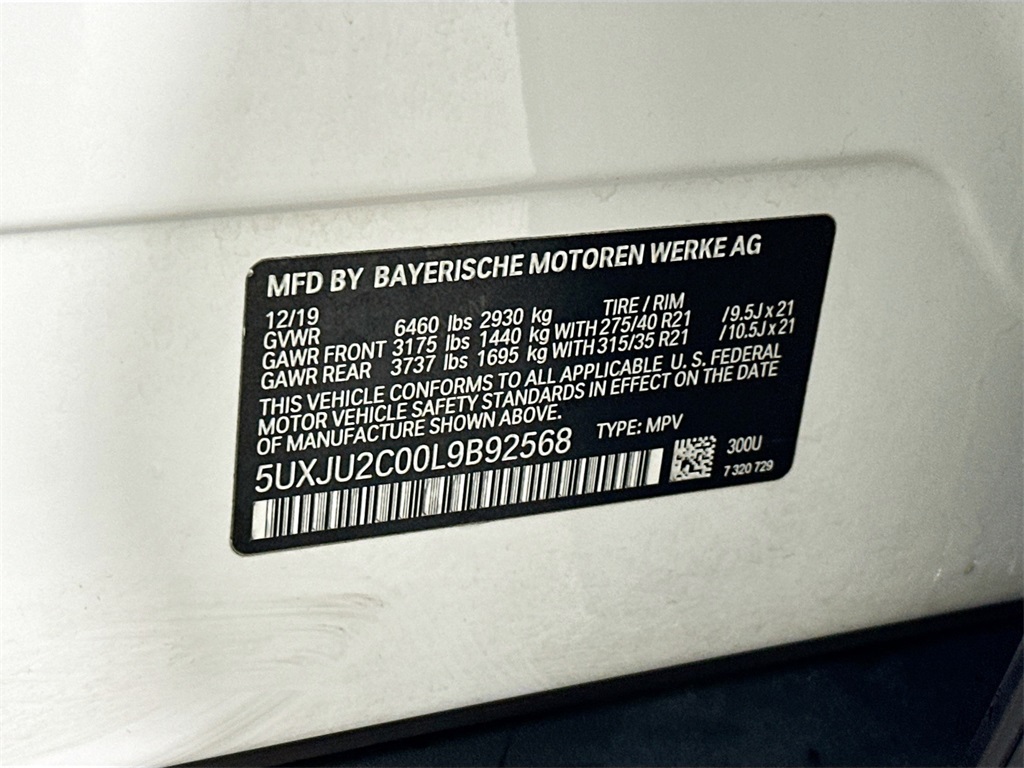 MFD BY BAYERISCHE MOTOREN WERKE AG
12/19 TIRE / RIM
GVWR 6460 lbs 2930 kg
GAWR FRONT 3175 lbs 1440 kg WITH 275/40 R21 /9.5J x 21
GAWR REAR 3737 lbs 1695 kg WITH 315/35 R21 /10.5J x 21
THIS VEHICLE CONFORMS TO ALL APPLICABLE U. S. FEDERAL
MOTOR VEHICLE SAFETY STANDARDS IN EFFECT ON THE DATE
OF MANUFACTURE SHOWN ABOVE.
5UXJU2C00L9B92568 TYPE: MPV
300U
7 320 729